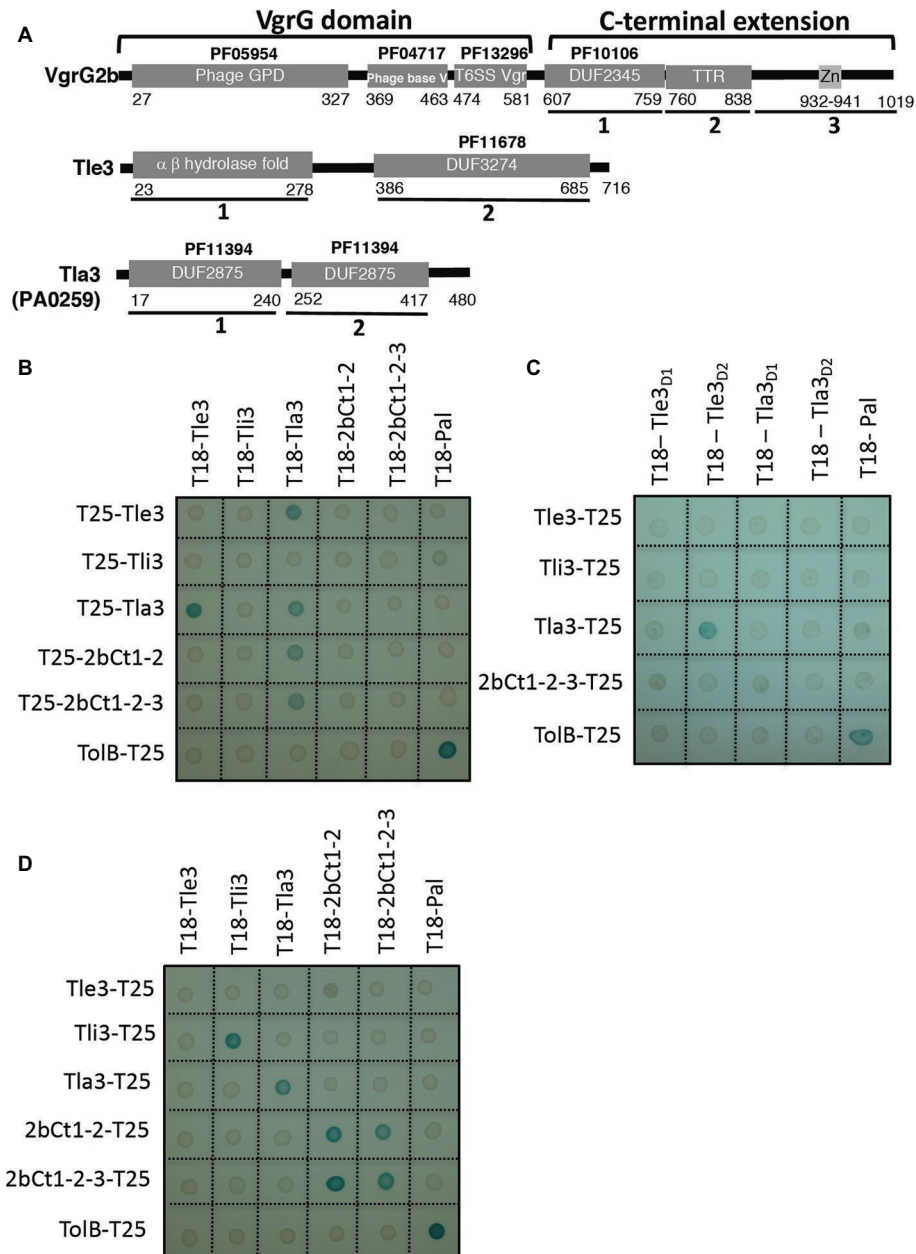 A
VgrG domain
C-terminal extension
PF05954 PF04717 PF13296 PF10106
VgrG2b
Phage GPD Phage base V T6SS Vgr DUF2345 TTR Zn
27 327 369 463 474 581 607 759 760 838 932-941 1019
1 2 3
PF11678
Tle3
α β hydrolase fold DUF3274
23 278 386 685 716
1 2
PF11394 PF11394
Tla3
(PA0259)
DUF2875 DUF2875
17 240 252 417 480
1 2
B
T18-Tle3
T18-Tli3
T18-Tla3
T18-2bCt1-2
T18-2bCt1-2-3
T18-Pal
T25-Tle3
T25-Tli3
T25-Tla3
T25-2bCt1-2
T25-2bCt1-2-3
TolB-T25
C
T18– Tle3D1
T18 – Tle3D2
T18 – Tla3D1
T18 – Tla3D2
T18- Pal
Tle3-T25
Tli3-T25
Tla3-T25
2bCt1-2-3-T25
TolB-T25
D
T18-Tle3
T18-Tli3
T18-Tla3
T18-2bCt1-2
T18-2bCt1-2-3
T18-Pal
Tle3-T25
Tli3-T25
Tla3-T25
2bCt1-2-T25
2bCt1-2-3-T25
TolB-T25